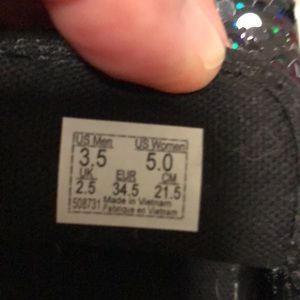 US Men US Women
3.5 5.0
UK. EUR CM
2.5 34.5 21.5
508731 Made in Vietnam
Fabrique en Vietnam